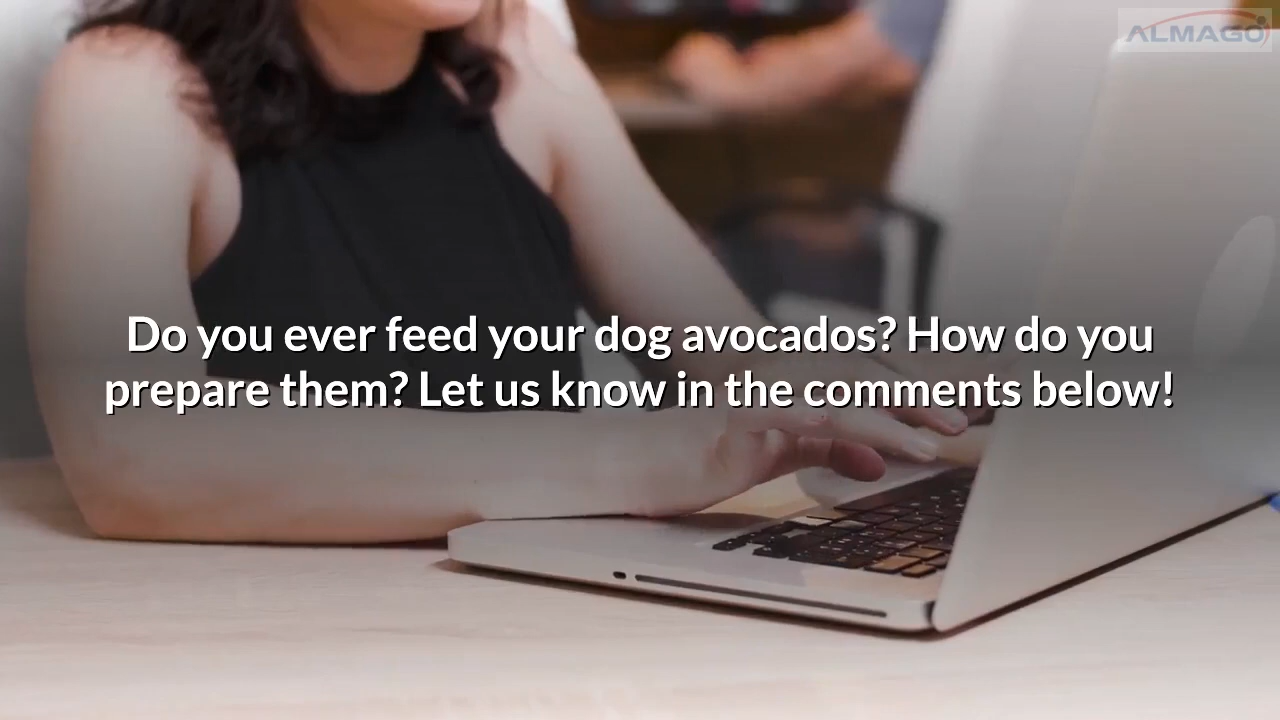 ALMAGO
Do you ever feed your dog avocados? How do you
prepare them? Let us know in the comments below!